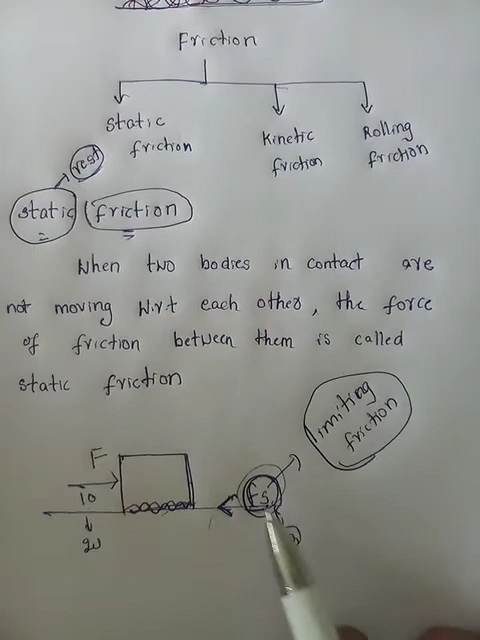 Friction
Static
friction
Kinetic
friction
Rolling
friction
rest
static friction
When two bodies in contact are
not moving w.r.t each other, the force
of friction between them is called
static friction
limiting
friction
F
10
fs
20